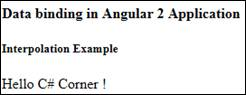 Data binding in Angular 2 Application
Interpolation Example
Hello C# Corner !